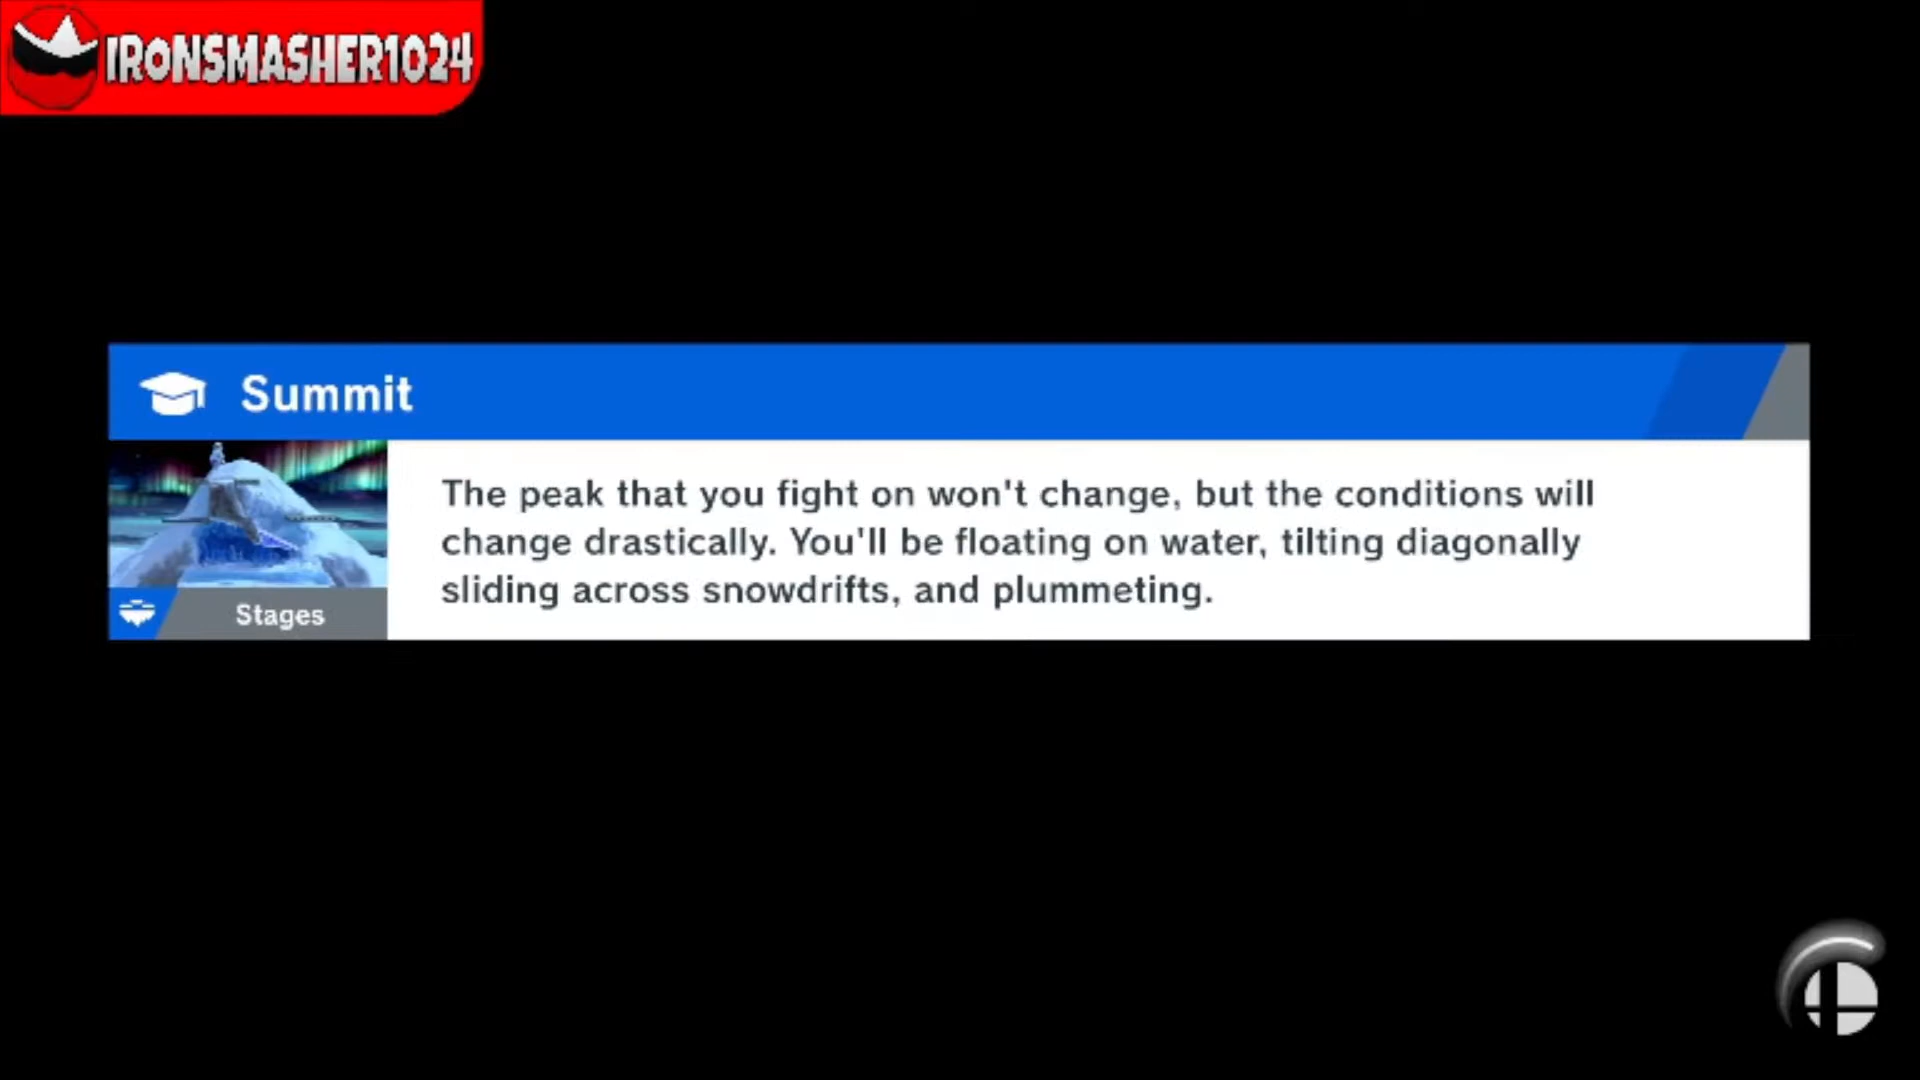 IRONSMASHER1024
Summit
The peak that you fight on won't change, but the conditions will
change drastically. You'll be floating on water, tilting diagonally
sliding across snowdrifts, and plummeting.
Stages